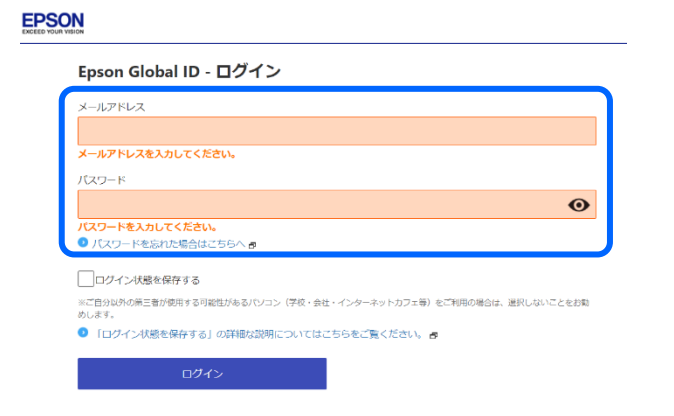 EPSON
EXCEED YOUR VISION
Epson Global ID - ログイン
メールアドレス
メールアドレスを入力してください。
パスワード
パスワードを入力してください。
パスワードを忘れた場合はこちらへ
ログイン状態を保存する
※ご自分以外の第三者が使用する可能性があるパソコン（学校・会社・インターネットカフェ等）をご利用の場合は、選択しないことをお勧
めします。
「ログイン状態を保存する」の詳細な説明についてはこちらをご覧ください。
ログイン